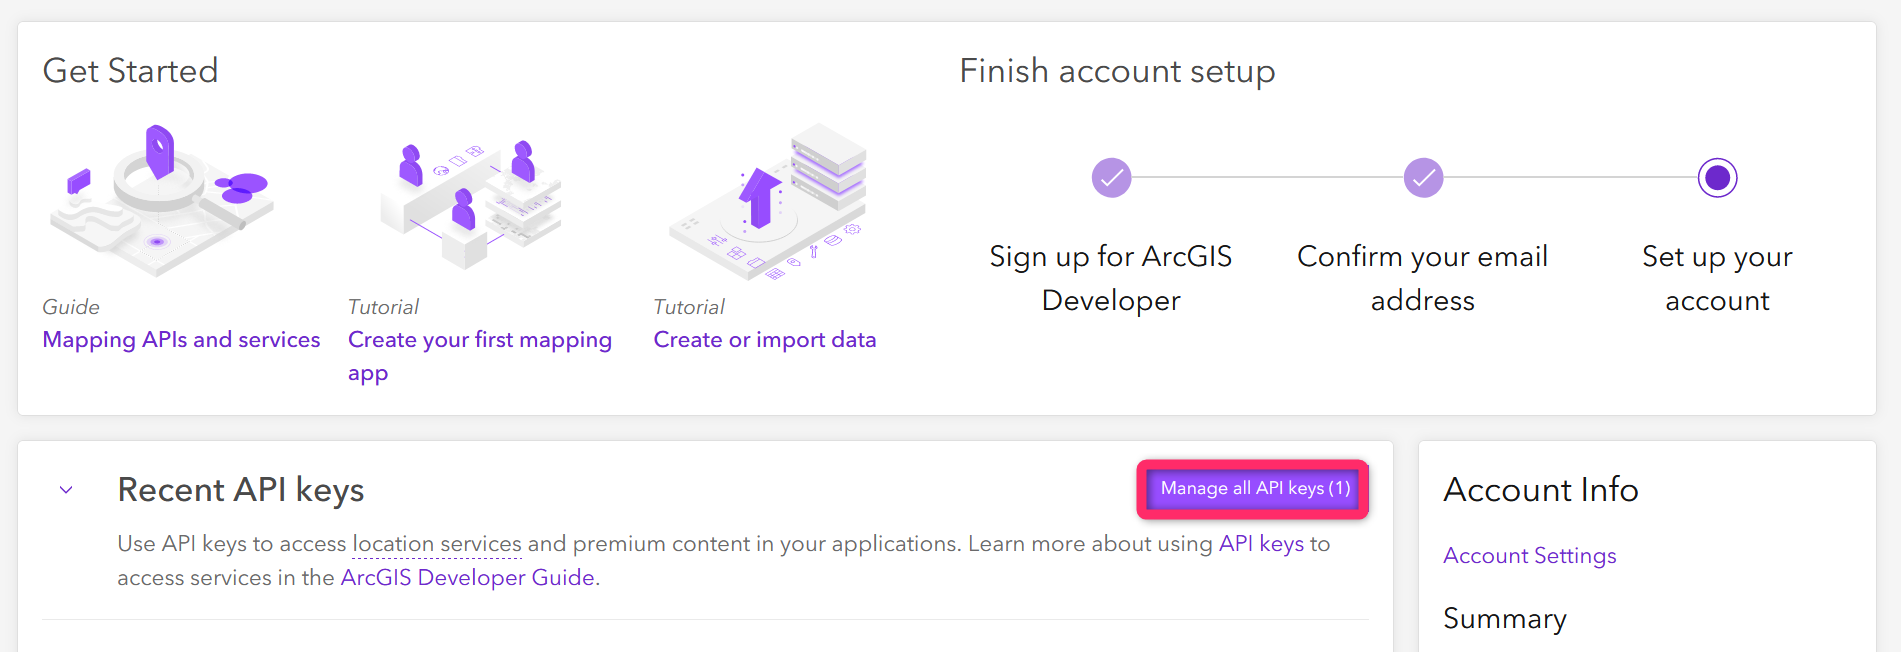 Get Started
Guide
Mapping APIs and services
Tutorial
Create your first mapping
app
Tutorial
Create or import data
Finish account setup
Sign up for ArcGIS
Developer
Confirm your email
address
Set up your
account
Recent API keys
Manage all API keys (1)
Use API keys to access location services and premium content in your applications. Learn more about using API keys to
access services in the ArcGIS Developer Guide.
Account Info
Account Settings
Summary